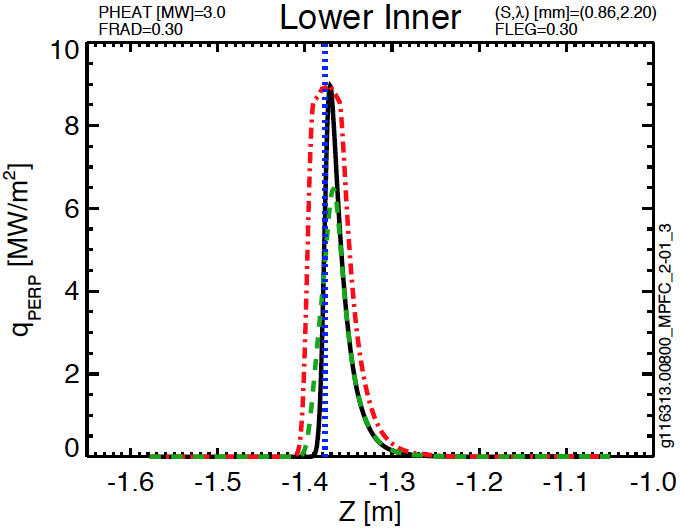 PHEAT [MW]=3.0
FRAD=0.30
Lower Inner
(S,λ) [mm]=(0.86,2.20)
FLEG=0.30
10
8
6
4
2
0
qPERP [MW/m²]
-1.6
-1.5
-1.4
-1.3
-1.2
-1.1
-1.0
Z [m]
g116313.00800_MPFC_2-01_3